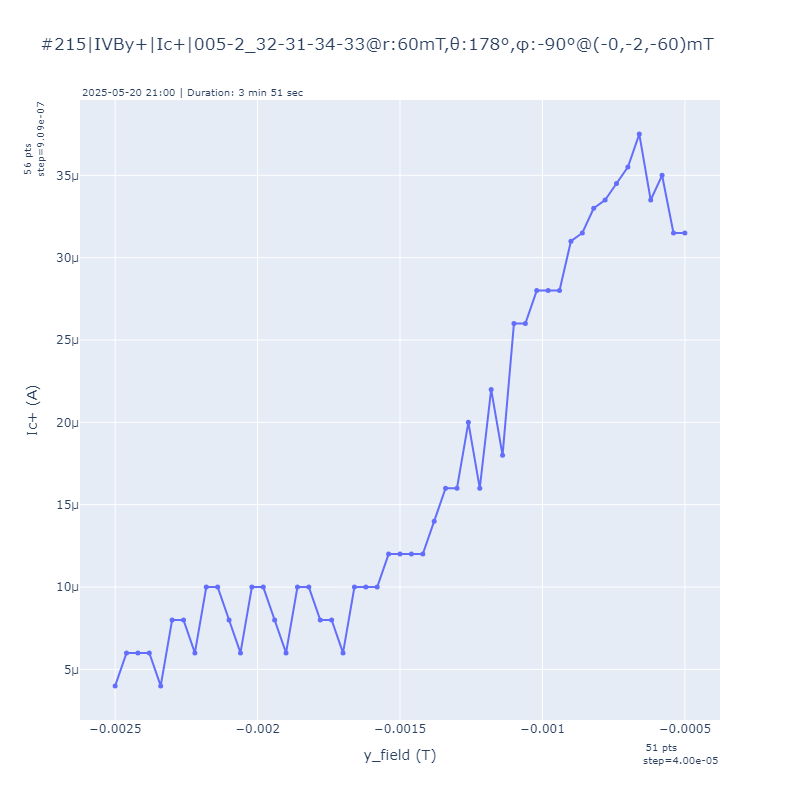 #215|IVBy+|Ic+|005-2_32-31-34-33@r:60mT,θ:178°,φ:-90°@(-0,-2,-60)mT
2025-05-20 21:00 | Duration: 3 min 51 sec
56 pts
step=9.09e-07
35μ
30μ
25μ
20μ
15μ
10μ
5μ
Ic+ (A)
−0.0025
−0.002
−0.0015
−0.001
−0.0005
y_field (T)
51 pts
step=4.00e-05